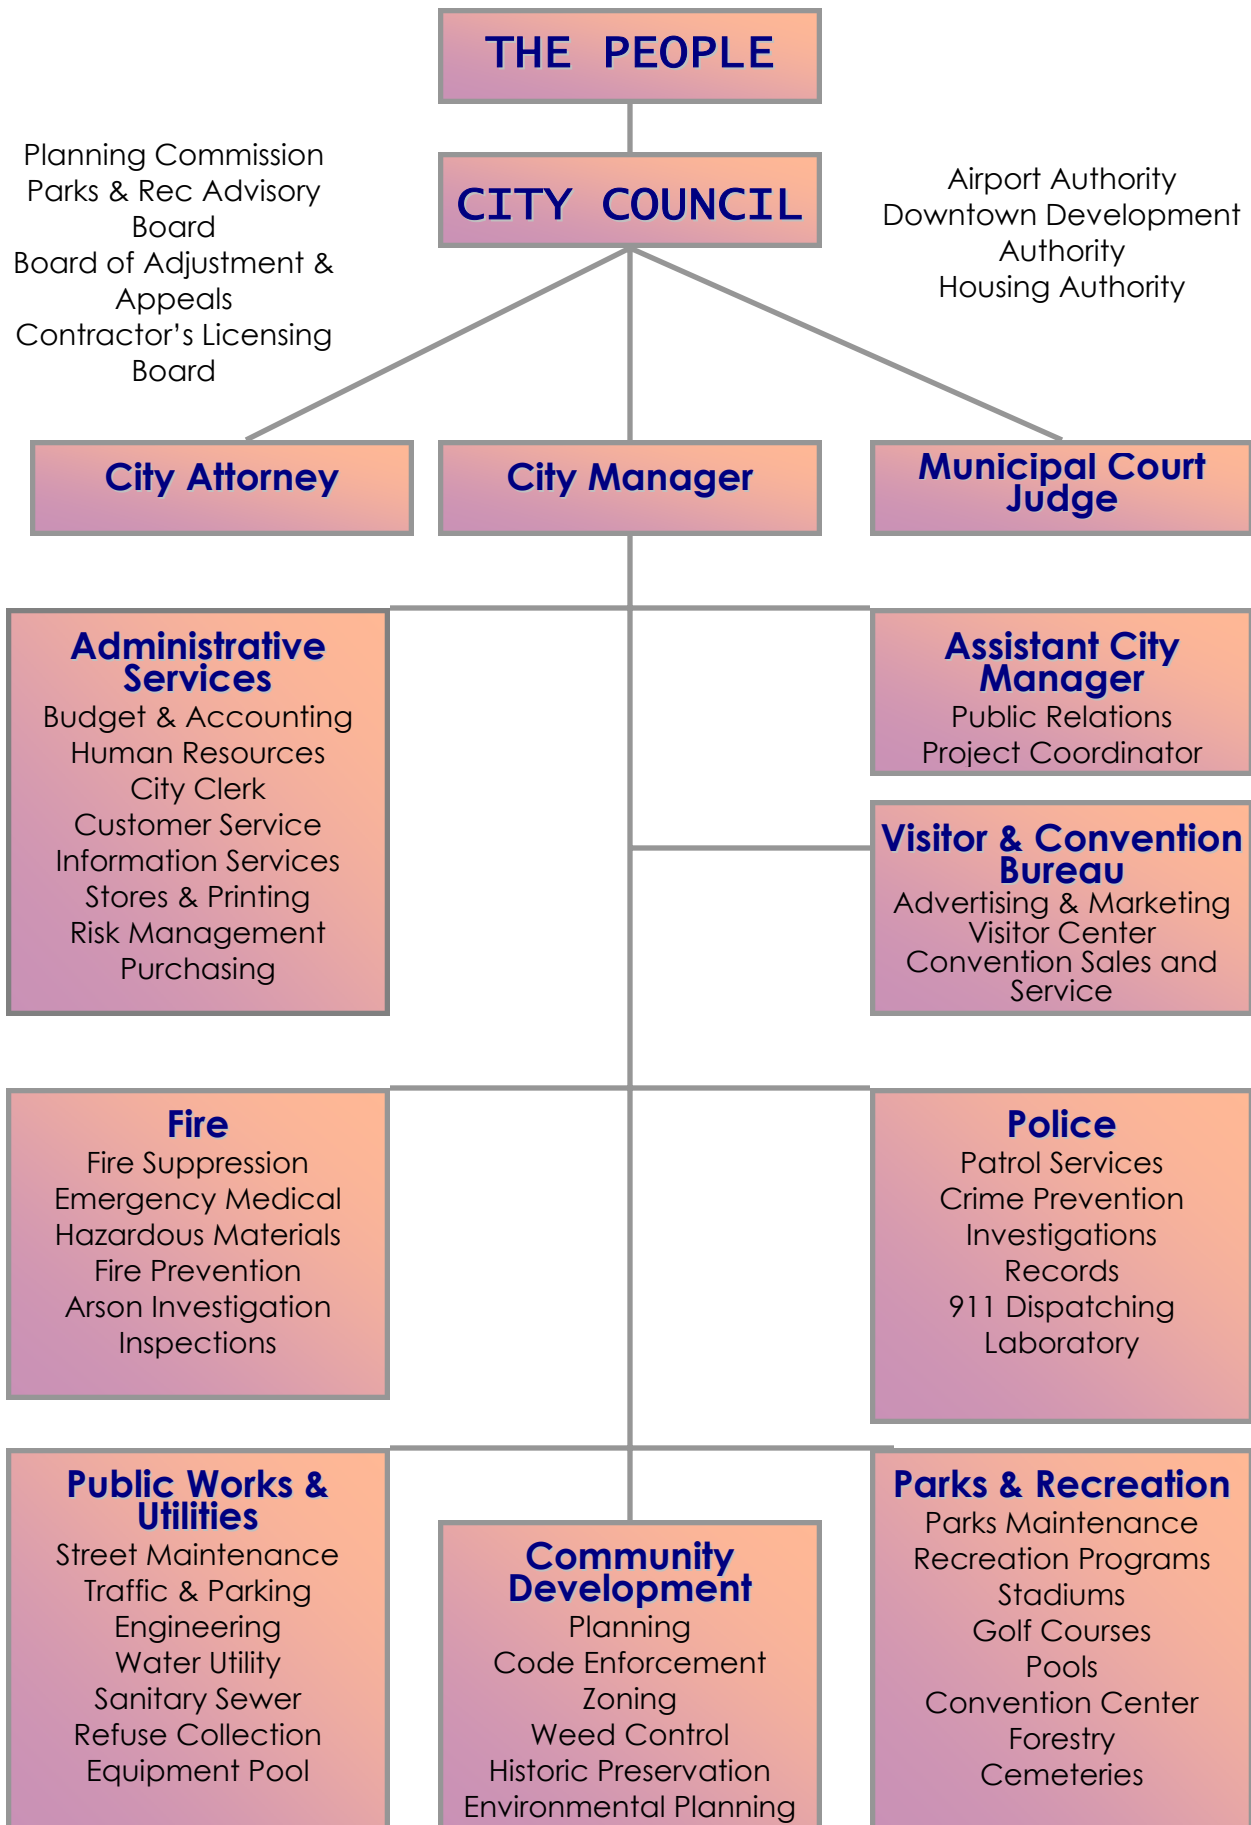 THE PEOPLE
Planning Commission
Parks & Rec Advisory
Board
Board of Adjustment &
Appeals
Contractor’s Licensing
Board
CITY COUNCIL
Airport Authority
Downtown Development
Authority
Housing Authority
City Attorney
City Manager
Municipal Court
Judge
Administrative
Services
Budget & Accounting
Human Resources
City Clerk
Customer Service
Information Services
Stores & Printing
Risk Management
Purchasing
Assistant City
Manager
Public Relations
Project Coordinator
Visitor & Convention
Bureau
Advertising & Marketing
Visitor Center
Convention Sales and
Service
Fire
Fire Suppression
Emergency Medical
Hazardous Materials
Fire Prevention
Arson Investigation
Inspections
Police
Patrol Services
Crime Prevention
Investigations
Records
911 Dispatching
Laboratory
Public Works &
Utilities
Street Maintenance
Traffic & Parking
Engineering
Water Utility
Sanitary Sewer
Refuse Collection
Equipment Pool
Community
Development
Planning
Code Enforcement
Zoning
Weed Control
Historic Preservation
Environmental Planning
Parks & Recreation
Parks Maintenance
Recreation Programs
Stadiums
Golf Courses
Pools
Convention Center
Forestry
Cemeteries